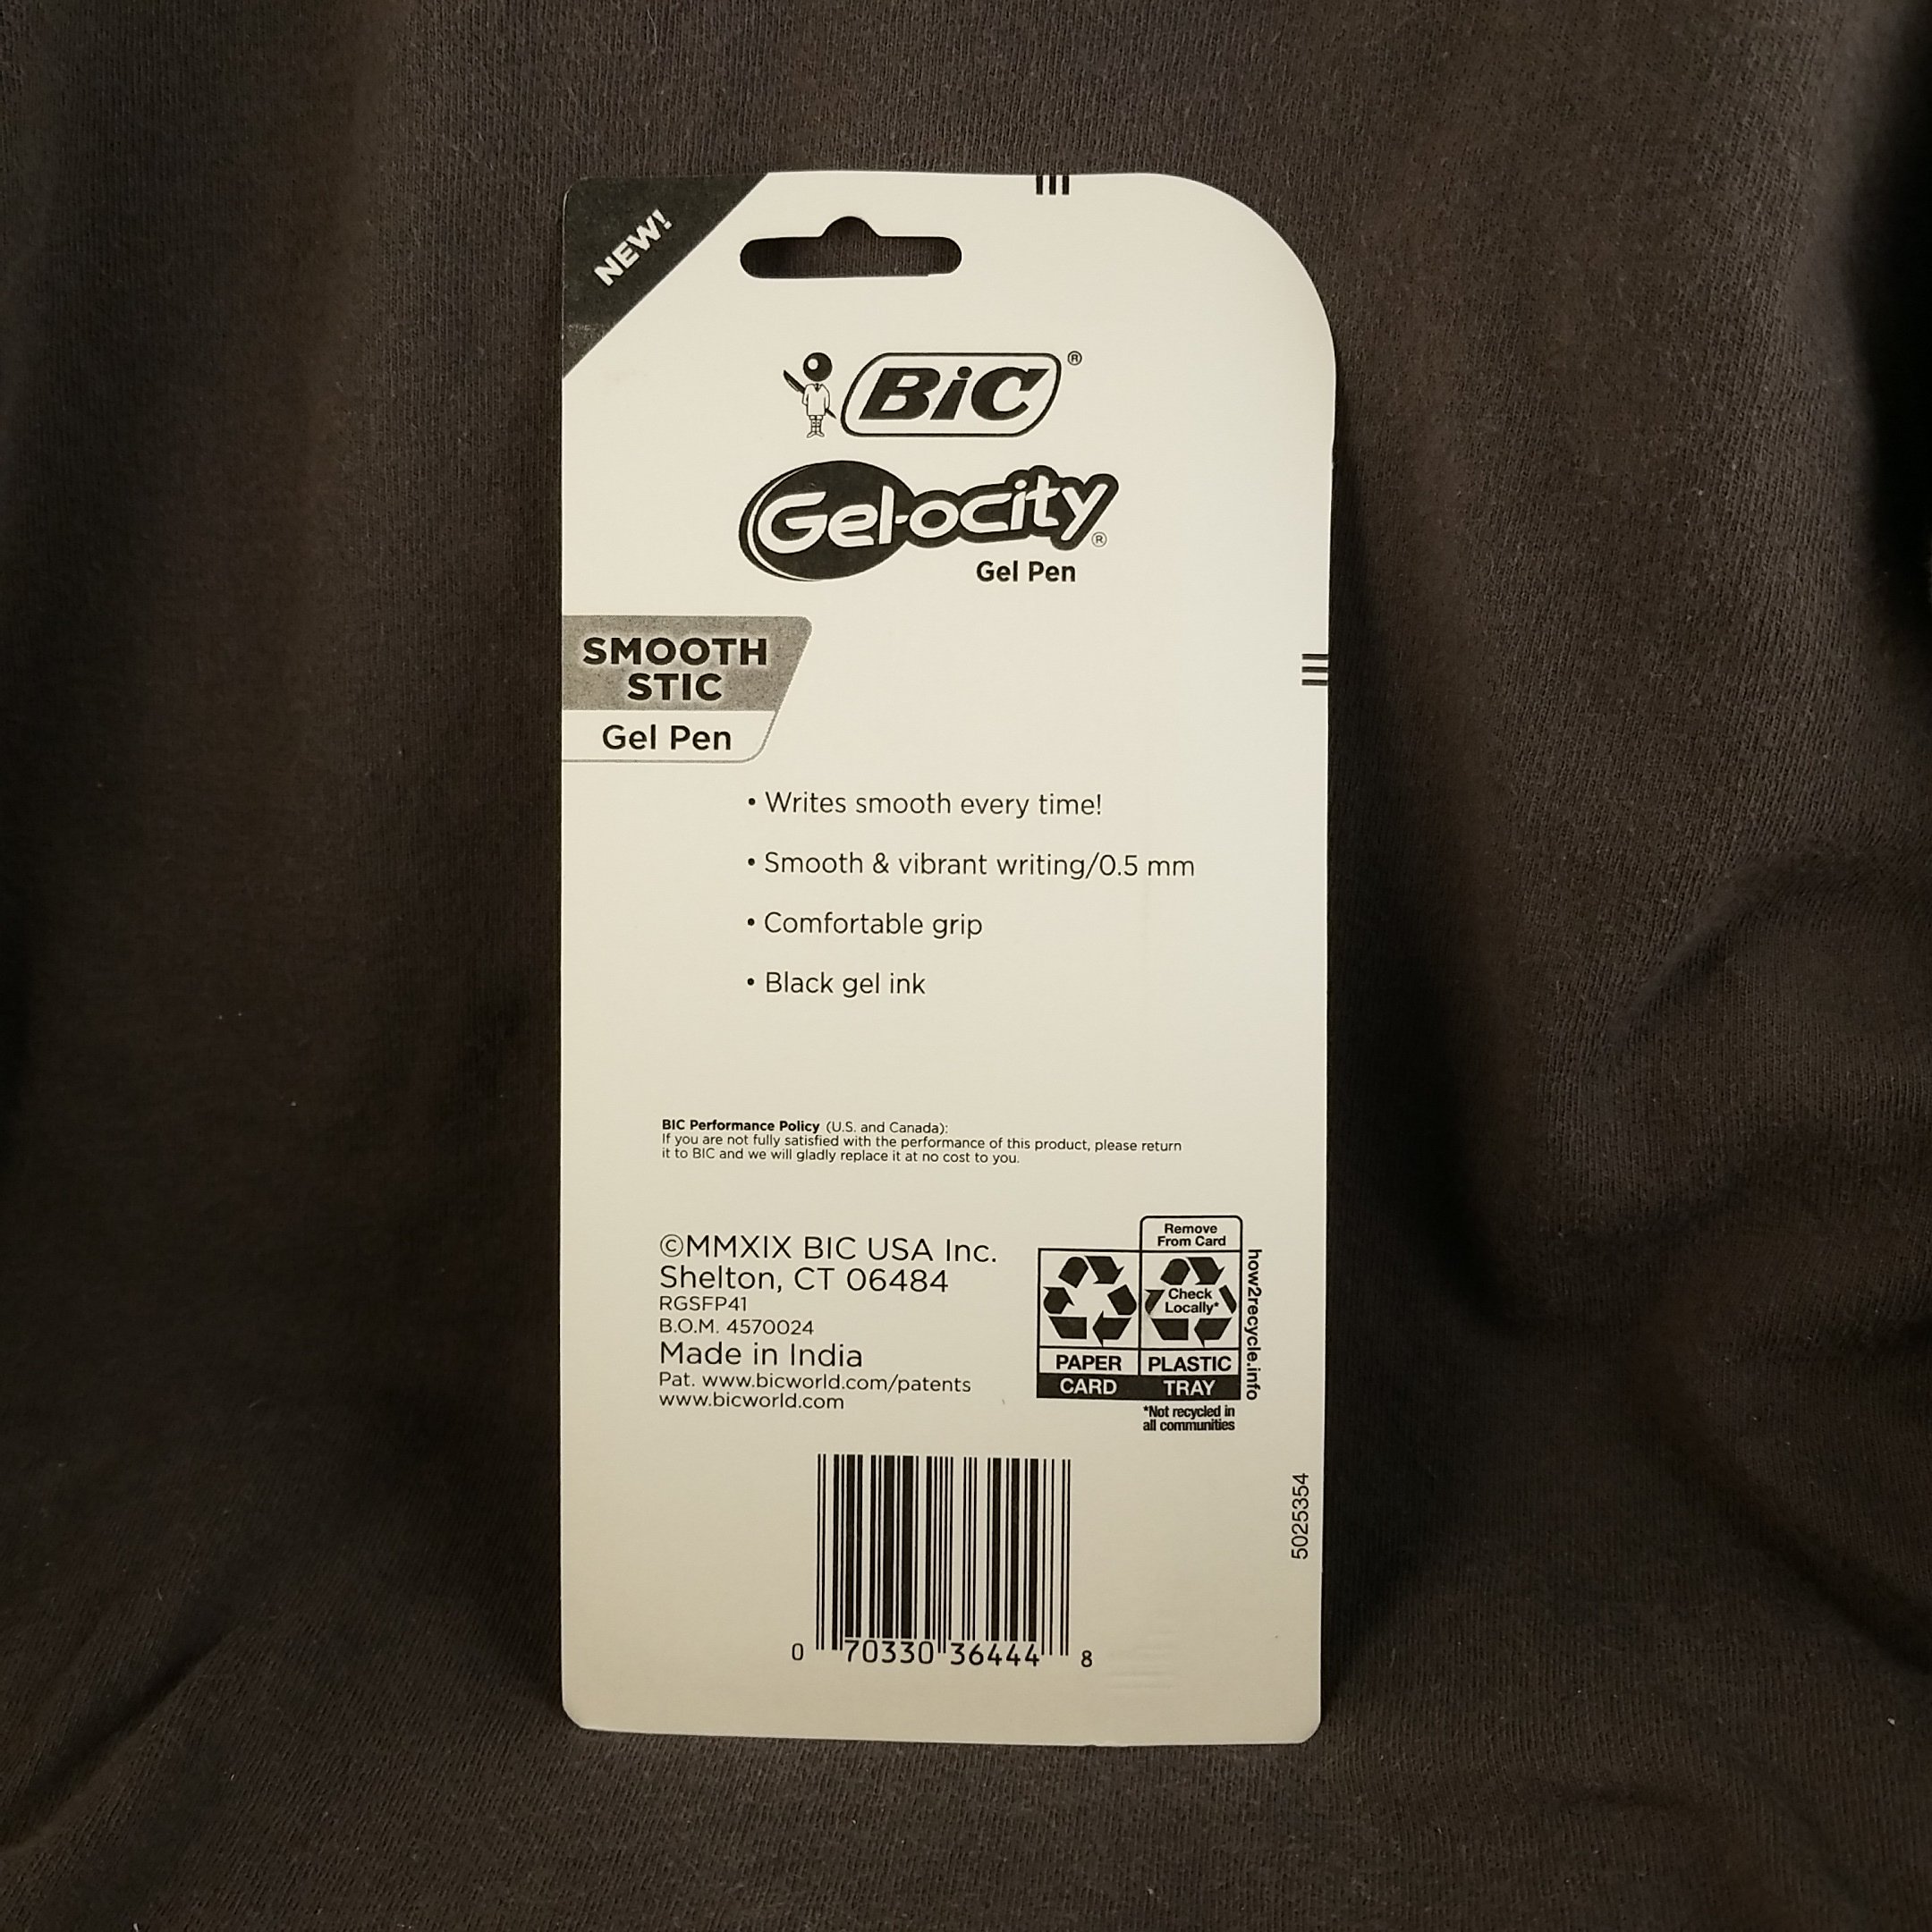 NEW!
BiC®
Gel-ocity®
Gel Pen
SMOOTH
STIC
Gel Pen
• Writes smooth every time!
• Smooth & vibrant writing/0.5 mm
• Comfortable grip
• Black gel ink
BIC Performance Policy (U.S. and Canada):
If you are not fully satisfied with the performance of this product, please return
it to BIC and we will gladly replace it at no cost to you.
©MMXIX BIC USA Inc.
Shelton, CT 06484
RGSFP41
B.O.M. 4570024
Made in India
Pat. www.bicworld.com/patents
www.bicworld.com
Remove
From Card
Check
Locally*
PAPER
CARD
PLASTIC
TRAY
how2recycle.info
*Not recycled in
all communities
5025354
0 70330 36444 8